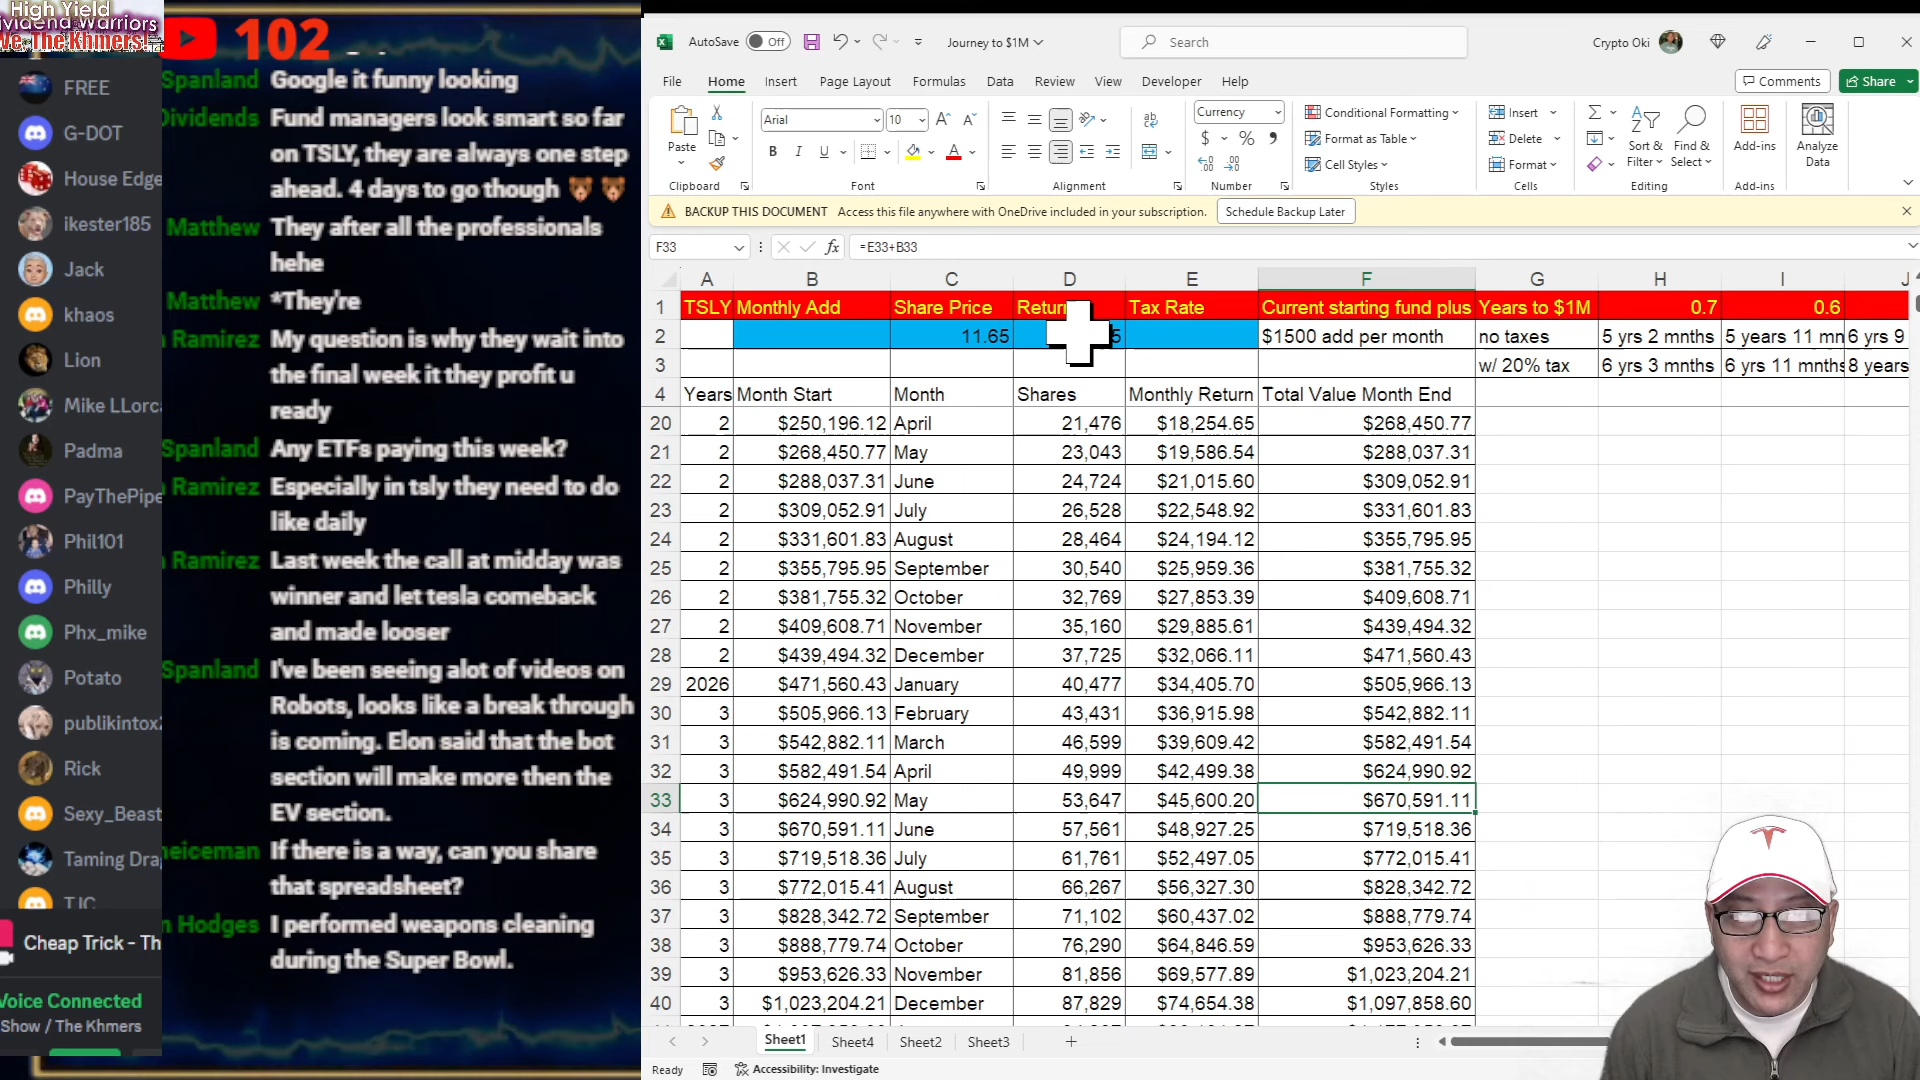 High Yield
Dividend Warriors
We, The Khmers!
FREE
G-DOT
House Edge
ikester185
Jack
khaos
Lion
Mike LLorc
Padma
PayThePipe
Phil101
Philly
Phx_mike
Potato
publikintox
Rick
Sexy_Beast
Taming Dra
TJC
Cheap Trick - Th
Voice Connected
Show / The Khmers
102
Spanland Google it funny looking
Dividends Fund managers look smart so far
on TSLY, they are always one step
ahead. 4 days to go though 🐻 🐻
Matthew They after all the professionals
hehe
Matthew *They're
Ramirez My question is why they wait into
the final week it they profit u
ready
Spanland Any ETFs paying this week?
Ramirez Especially in tsly they need to do
like daily
Ramirez Last week the call at midday was
winner and let tesla comeback
and made looser
Spanland I've been seeing alot of videos on
Robots, looks like a break through
is coming. Elon said that the bot
section will make more then the
EV section.
eiceman If there is a way, can you share
that spreadsheet?
n Hodges I performed weapons cleaning
during the Super Bowl.
AutoSave Off Journey to $1M Search Crypto Oki
File Home Insert Page Layout Formulas Data Review View Developer Help Comments Share
Paste Arial 10 Currency Conditional Formatting Insert
B I U $ % Format as Table Delete Sort & Filter Find & Select Add-ins Analyze Data
Cell Styles Format
Clipboard Font Alignment Number Styles Cells Editing Add-ins
BACKUP THIS DOCUMENT Access this file anywhere with OneDrive included in your subscription. Schedule Backup Later
F33 fx =E33+B33
A B C D E F G H I J
1 TSLY Monthly Add Share Price Return Tax Rate Current starting fund plus Years to $1M 0.7 0.6
2 11.65 5 $1500 add per month no taxes 5 yrs 2 mnths 5 years 11 mn 6 yrs 9
3 w/ 20% tax 6 yrs 3 mnths 6 yrs 11 mnths 8 years
4 Years Month Start Month Shares Monthly Return Total Value Month End
20 2 $250,196.12 April 21,476 $18,254.65 $268,450.77
21 2 $268,450.77 May 23,043 $19,586.54 $288,037.31
22 2 $288,037.31 June 24,724 $21,015.60 $309,052.91
23 2 $309,052.91 July 26,528 $22,548.92 $331,601.83
24 2 $331,601.83 August 28,464 $24,194.12 $355,795.95
25 2 $355,795.95 September 30,540 $25,959.36 $381,755.32
26 2 $381,755.32 October 32,769 $27,853.39 $409,608.71
27 2 $409,608.71 November 35,160 $29,885.61 $439,494.32
28 2 $439,494.32 December 37,725 $32,066.11 $471,560.43
29 2026 $471,560.43 January 40,477 $34,405.70 $505,966.13
30 3 $505,966.13 February 43,431 $36,915.98 $542,882.11
31 3 $542,882.11 March 46,599 $39,609.42 $582,491.54
32 3 $582,491.54 April 49,999 $42,499.38 $624,990.92
33 3 $624,990.92 May 53,647 $45,600.20 $670,591.11
34 3 $670,591.11 June 57,561 $48,927.25 $719,518.36
35 3 $719,518.36 July 61,761 $52,497.05 $772,015.41
36 3 $772,015.41 August 66,267 $56,327.30 $828,342.72
37 3 $828,342.72 September 71,102 $60,437.02 $888,779.74
38 3 $888,779.74 October 76,290 $64,846.59 $953,626.33
39 3 $953,626.33 November 81,856 $69,577.89 $1,023,204.21
40 3 $1,023,204.21 December 87,829 $74,654.38 $1,097,858.60
Sheet1 Sheet4 Sheet2 Sheet3
Ready Accessibility: Investigate